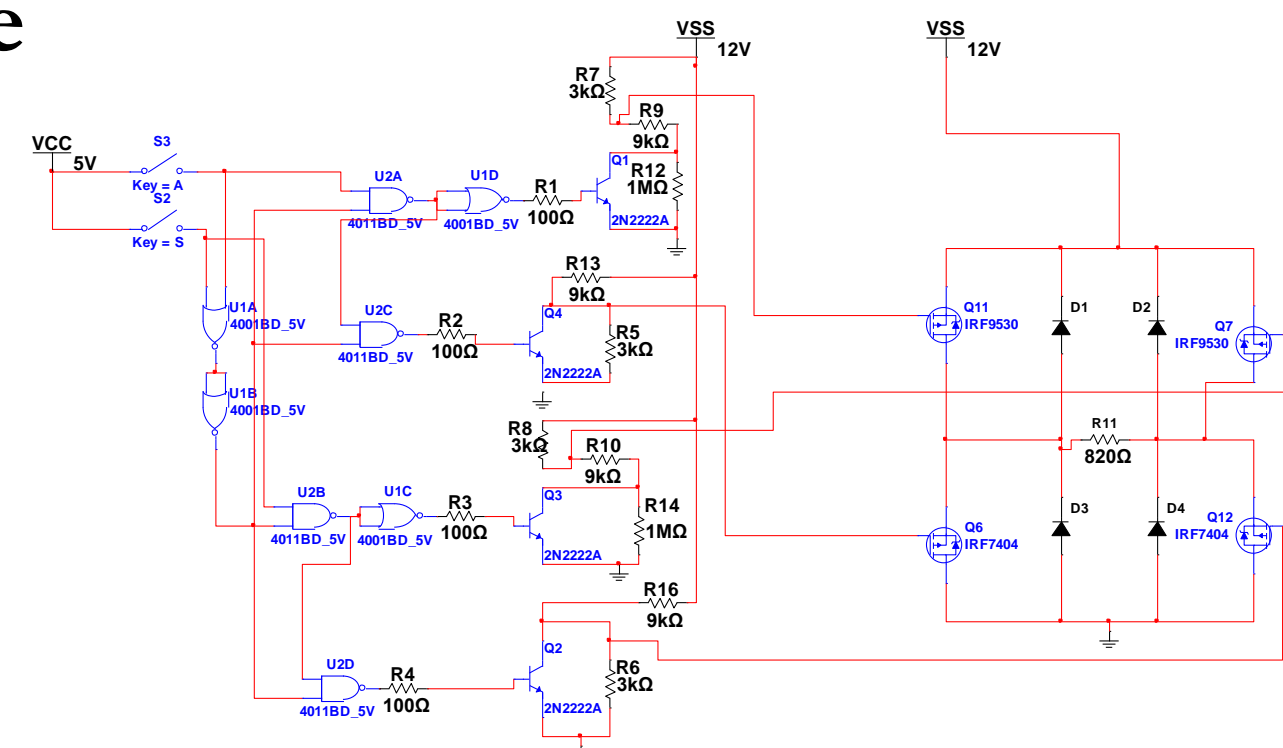 e
VSS
12V
VSS
12V
R7
3kΩ
R9
9kΩ
VCC
5V
S3
Key = A
S2
Key = S
Q1
R12
1MΩ
U2A
U1D
R1
100Ω
4011BD_5V
4001BD_5V
2N2222A
R13
9kΩ
U1A
4001BD_5V
Q4
U2C
R2
100Ω
4011BD_5V
R5
3kΩ
2N2222A
Q11
IRF9530
D1
D2
Q7
IRF9530
U1B
4001BD_5V
R8
3kΩ
R10
9kΩ
R11
820Ω
U2B
U1C
R3
100Ω
4011BD_5V
4001BD_5V
Q3
R14
1MΩ
2N2222A
Q6
IRF7404
D3
D4
Q12
IRF7404
R16
9kΩ
Q2
U2D
R4
100Ω
4011BD_5V
R6
3kΩ
2N2222A